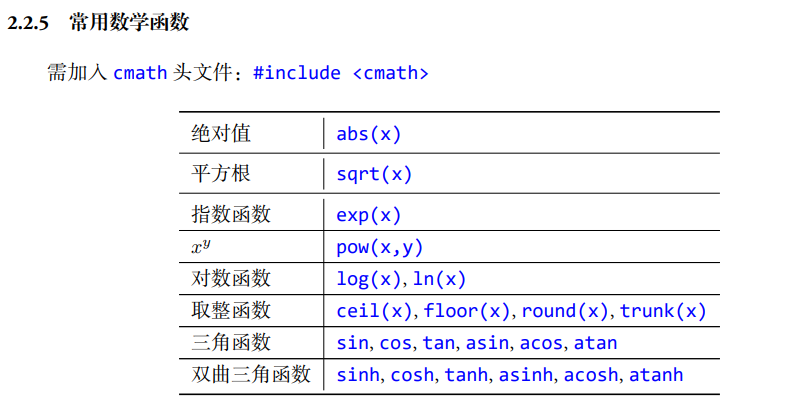 2.2.5 常用数学函数
需加入 cmath 头文件：#include <cmath>
绝对值 abs(x)
平方根 sqrt(x)
指数函数 exp(x)
x^y pow(x,y)
对数函数 log(x), ln(x)
取整函数 ceil(x), floor(x), round(x), trunk(x)
三角函数 sin, cos, tan, asin, acos, atan
双曲三角函数 sinh, cosh, tanh, asinh, acosh, atanh